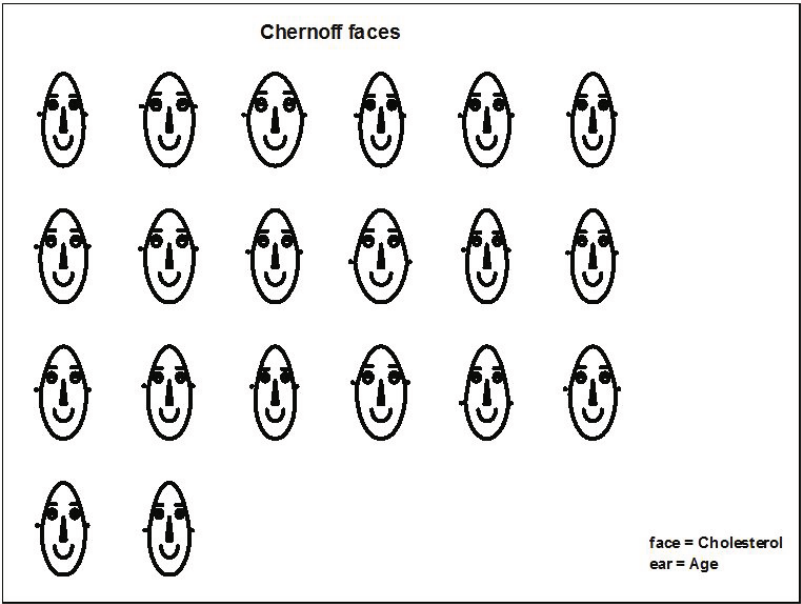 Chernoff faces
face = Cholesterol
ear = Age